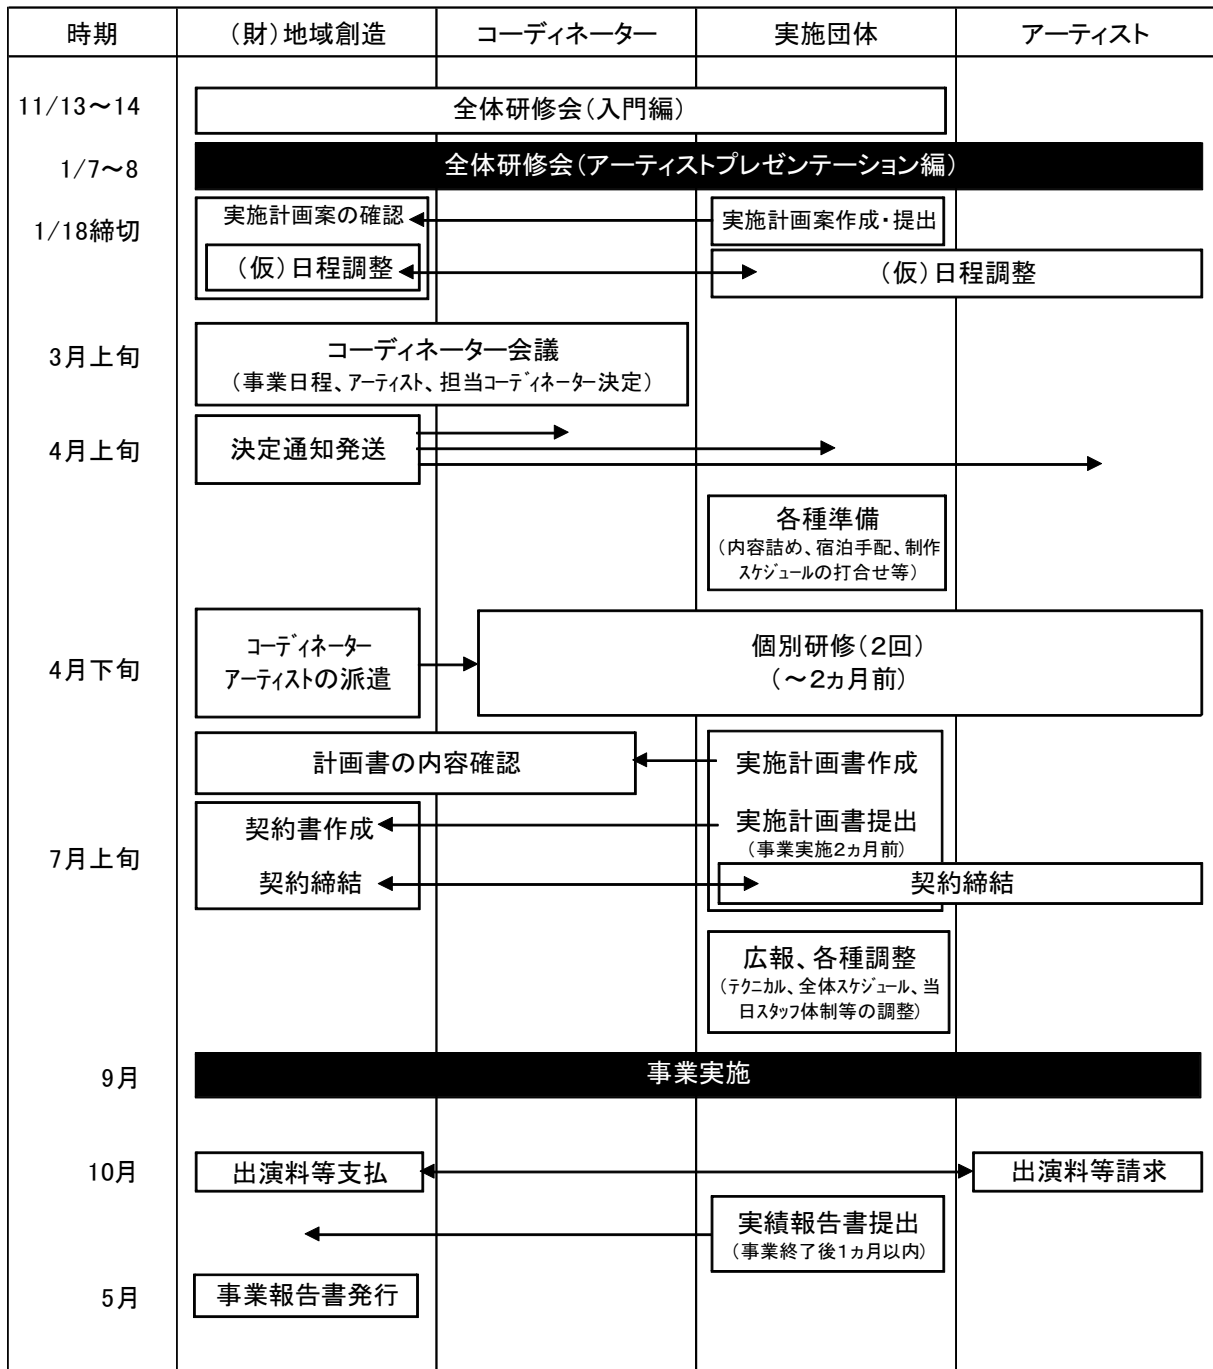 時期
(財)地域創造
コーディネーター
実施団体
アーティスト
11/13～14
全体研修会(入門編)
1/7～8
全体研修会(アーティストプレゼンテーション編)
1/18締切
実施計画案の確認
実施計画案作成・提出
(仮)日程調整
(仮)日程調整
3月上旬
コーディネーター会議
(事業日程、アーティスト、担当ｺｰﾃﾞｨﾈｰﾀｰ決定)
4月上旬
決定通知発送
各種準備
(内容詰め、宿泊手配、制作
ｽｹｼﾞｭｰﾙの打合せ等)
4月下旬
ｺｰﾃﾞｨﾈｰﾀｰ
ｱｰﾃｨｽﾄの派遣
個別研修(2回)
(～2ヵ月前)
計画書の内容確認
実施計画書作成
7月上旬
契約書作成
実施計画書提出
(事業実施2ヵ月前)
契約締結
契約締結
広報、各種調整
(ﾃｸﾆｶﾙ、全体ｽｹｼﾞｭｰﾙ、当
日ｽﾀｯﾌ体制等の調整)
9月
事業実施
10月
出演料等支払
出演料等請求
実績報告書提出
(事業終了後1ヵ月以内)
5月
事業報告書発行